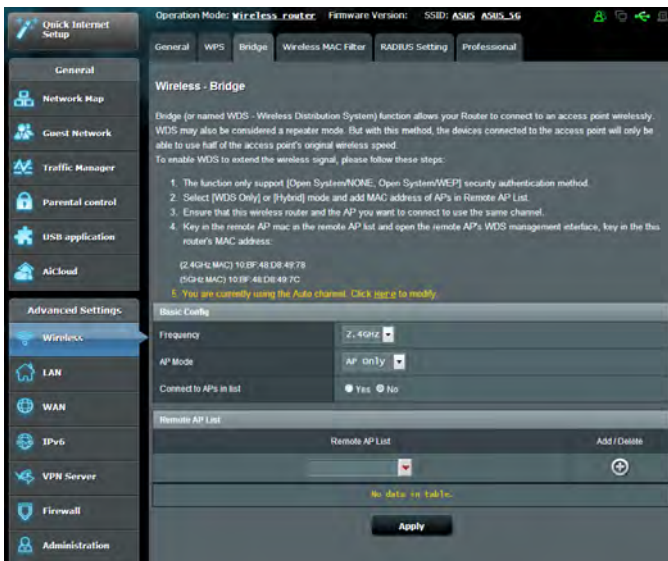 Quick Internet Setup
Operation Mode: Wireless router Firmware Version: SSID: ASUS ASUS_5G
General WPS Bridge Wireless MAC Filter RADIUS Setting Professional
General
Network Map
Guest Network
Traffic Manager
Parental control
USB application
AiCloud
Advanced Settings
Wireless
LAN
WAN
IPv6
VPN Server
Firewall
Administration
Wireless - Bridge
Bridge (or named WDS - Wireless Distribution System) function allows your Router to connect to an access point wirelessly.
WDS may also be considered a repeater mode. But with this method, the devices connected to the access point will only be
able to use half of the access point's original wireless speed.
To enable WDS to extend the wireless signal, please follow these steps:
1. The function only support [Open System/NONE, Open System/WEP] security authentication method.
2. Select [WDS Only] or [Hybrid] mode and add MAC address of APs in Remote AP List.
3. Ensure that this wireless router and the AP you want to connect to use the same channel.
4. Key in the remote AP mac in the remote AP list and open the remote AP's WDS management interface, key in the this
router's MAC address:
(2.4GHz MAC) 10:BF:48:D8:49:78
(5GHz MAC) 10:BF:48:D8:49:7C
5. You are currently using the Auto channel. Click Here to modify.
Basic Config
Frequency 2.4GHz
AP Mode AP Only
Connect to APs in list Yes No
Remote AP List
Remote AP List Add / Delete
No data in table.
Apply